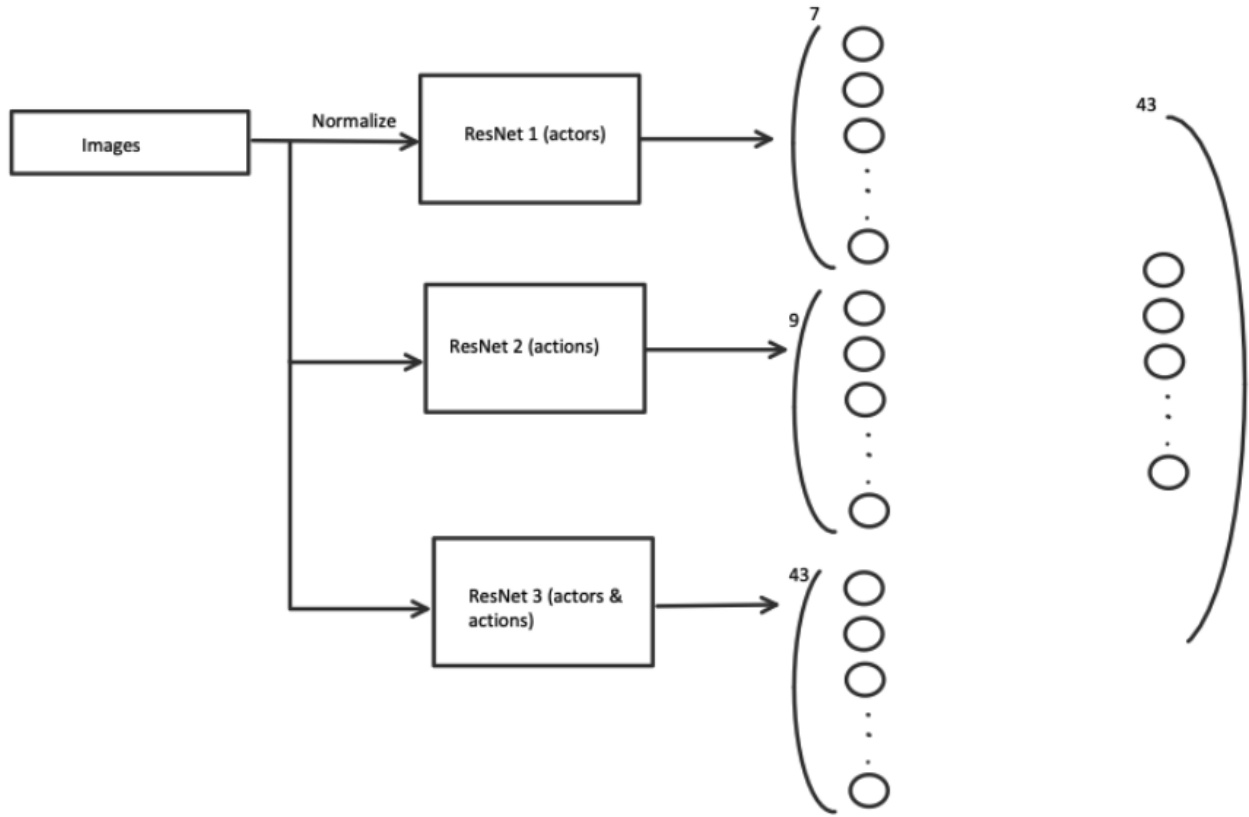 7
43
Normalize
Images
ResNet 1 (actors)
9
ResNet 2 (actions)
43
ResNet 3 (actors &
actions)